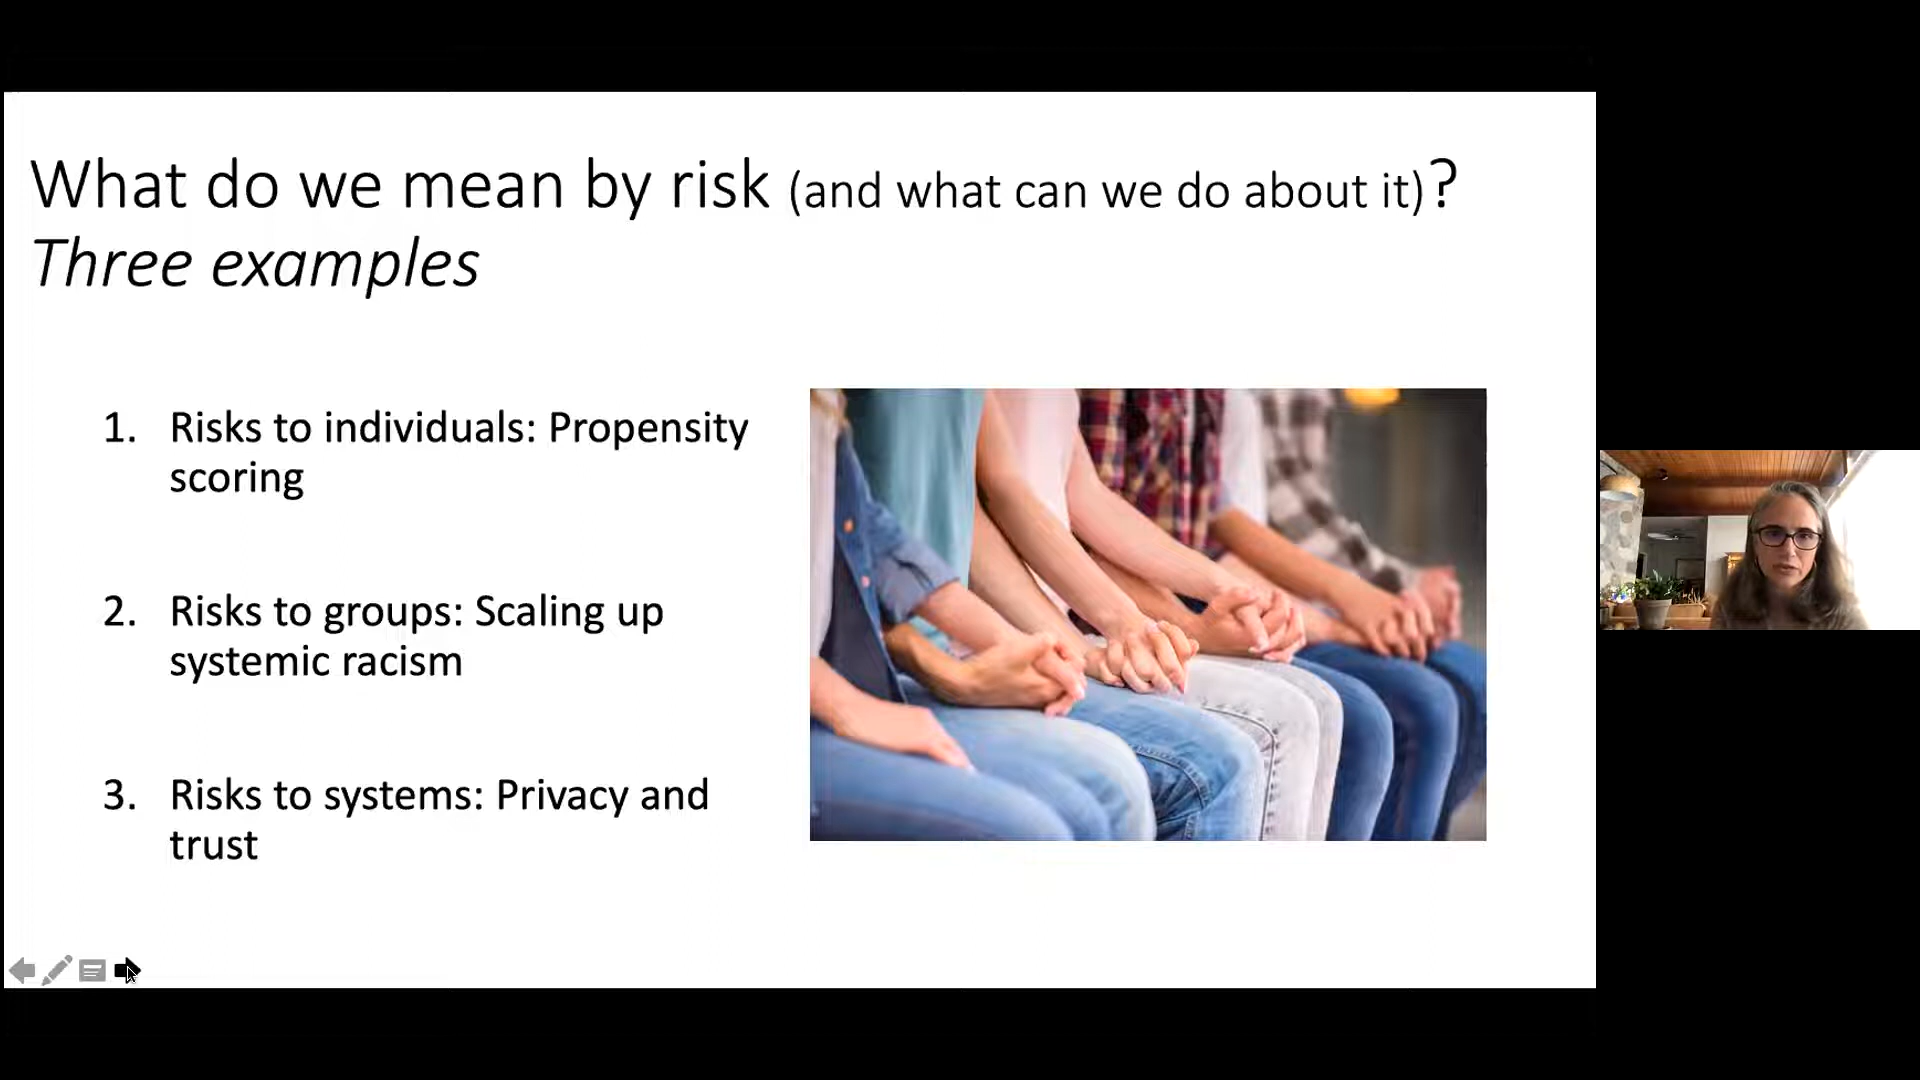 What do we mean by risk (and what can we do about it)?
Three examples
1. Risks to individuals: Propensity
scoring
2. Risks to groups: Scaling up
systemic racism
3. Risks to systems: Privacy and
trust